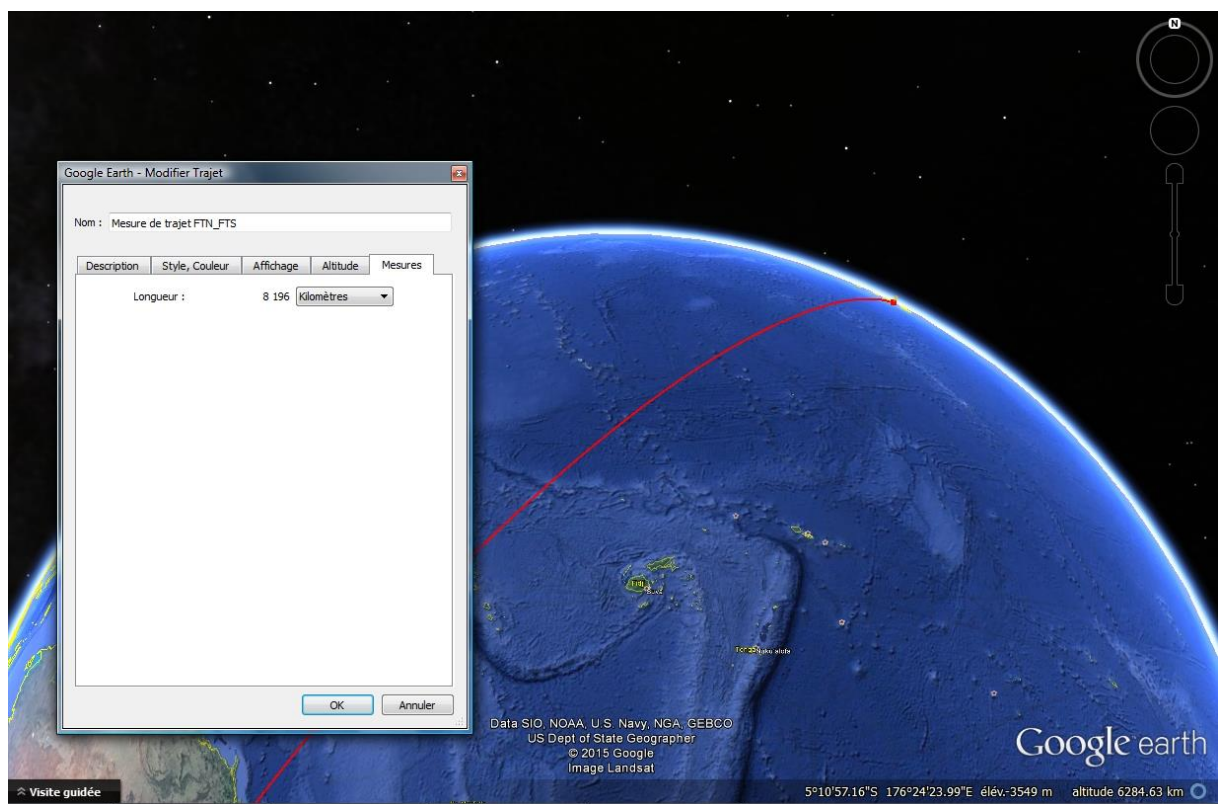 N
Google Earth - Modifier Trajet
Nom : Mesure de trajet FTN_FTS
Description Style, Couleur Affichage Altitude Mesures
Longueur : 8 196 Kilomètres
Fidji
Suva
OK Annuler
Data SIO, NOAA, U.S. Navy, NGA, GEBCO
US Dept of State Geographer
© 2015 Google
Image Landsat
Google earth
Visite guidée
5°10'57.16"S 176°24'23.99"E élév.-3549 m altitude 6284.63 km